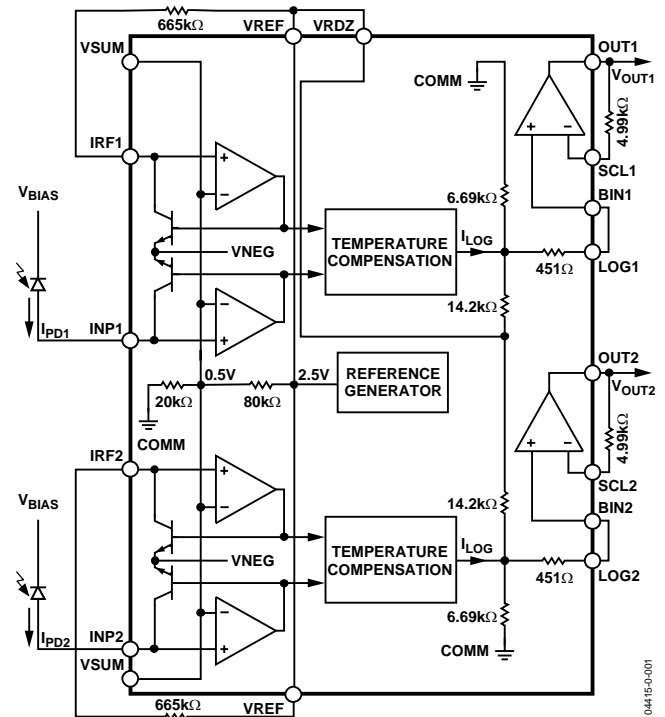 665kΩ
VREF
VRDZ
VSUM
OUT1
VOUT1
COMM
4.99kΩ
IRF1
SCL1
6.69kΩ
BIN1
VBIAS
VNEG
TEMPERATURE
COMPENSATION
ILOG
451Ω
LOG1
14.2kΩ
INP1
IPD1
OUT2
VOUT2
0.5V
2.5V
REFERENCE
GENERATOR
20kΩ
80kΩ
COMM
4.99kΩ
IRF2
SCL2
14.2kΩ
BIN2
VBIAS
VNEG
TEMPERATURE
COMPENSATION
ILOG
451Ω
LOG2
6.69kΩ
INP2
IPD2
COMM
VSUM
665kΩ
VREF
04415-0-001